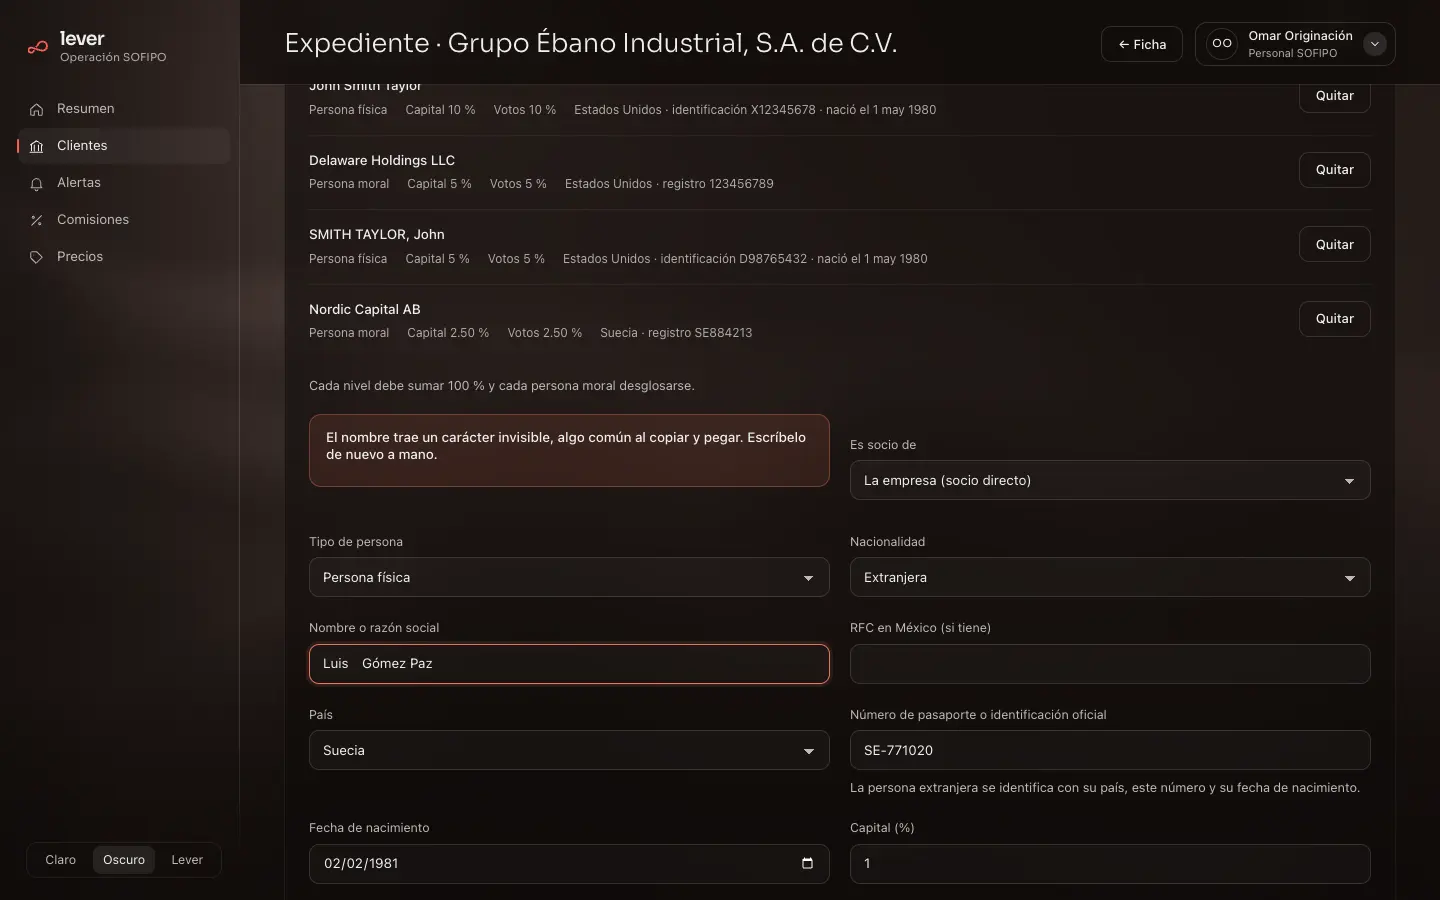 lever
Operación SOFIPO
Expediente · Grupo Ébano Industrial, S.A. de C.V.
← Ficha
OO
Omar Originación
Personal SOFIPO
Resumen
Clientes
Alertas
Comisiones
Precios
John Smith Taylor
Persona física Capital 10 % Votos 10 % Estados Unidos · identificación X12345678 · nació el 1 may 1980
Quitar
Delaware Holdings LLC
Persona moral Capital 5 % Votos 5 % Estados Unidos · registro 123456789
Quitar
SMITH TAYLOR, John
Persona física Capital 5 % Votos 5 % Estados Unidos · identificación D98765432 · nació el 1 may 1980
Quitar
Nordic Capital AB
Persona moral Capital 2.50 % Votos 2.50 % Suecia · registro SE884213
Quitar
Cada nivel debe sumar 100 % y cada persona moral desglosarse.
El nombre trae un carácter invisible, algo común al copiar y pegar. Escríbelo
de nuevo a mano.
Es socio de
La empresa (socio directo)
Tipo de persona
Persona física
Nacionalidad
Extranjera
Nombre o razón social
Luis   Gómez Paz
RFC en México (si tiene)
País
Suecia
Número de pasaporte o identificación oficial
SE-771020
La persona extranjera se identifica con su país, este número y su fecha de nacimiento.
Fecha de nacimiento
02/02/1981
Capital (%)
1
Claro
Oscuro
Lever